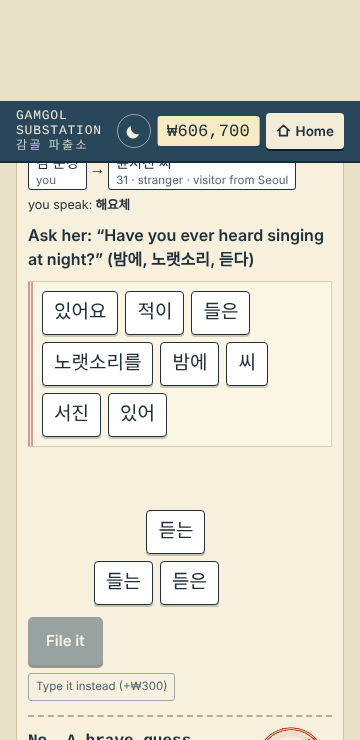 GAMGOL
SUBSTATION
감골 파출소
₩606,700
Home
you
→
31 · stranger · visitor from Seoul
you speak: 해요체
Ask her: “Have you ever heard singing
at night?” (밤에, 노랫소리, 듣다)
있어요 적이 들은
노랫소리를 밤에 씨
서진 있어
듣는
들는 듣은
File it
Type it instead (+₩300)